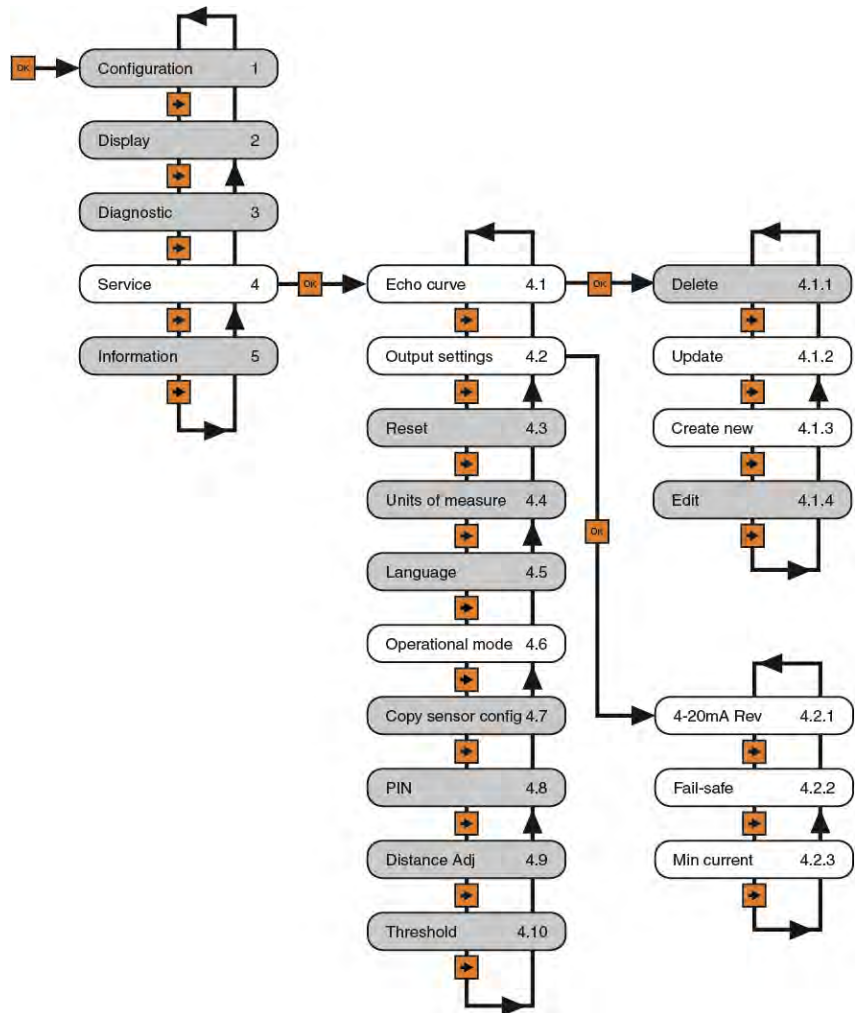 OK
Configuration 1
Display 2
Diagnostic 3
Service 4
OK
Information 5
Echo curve 4.1
OK
Output settings 4.2
OK
Reset 4.3
Units of measure 4.4
Language 4.5
Operational mode 4.6
Copy sensor config 4.7
PIN 4.8
Distance Adj 4.9
Threshold 4.10
Delete 4.1.1
Update 4.1.2
Create new 4.1.3
Edit 4.1.4
4-20mA Rev 4.2.1
Fail-safe 4.2.2
Min current 4.2.3